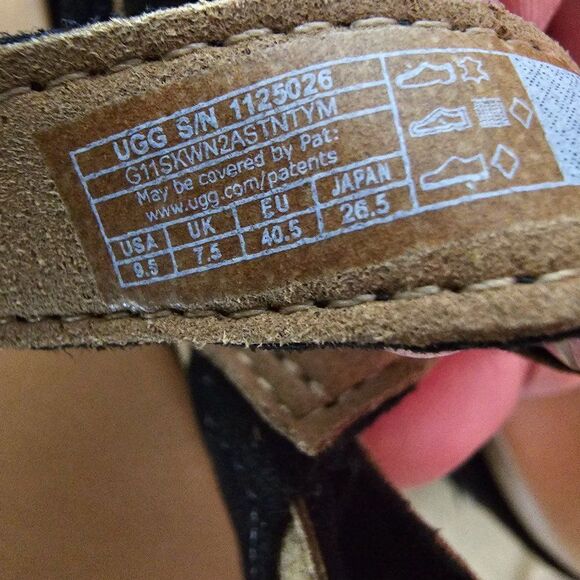 UGG S/N 1125026
G11SKWN2ASTNTYM
May be covered by Pat:
www.ugg.com/patents
USA UK EU JAPAN
9.5 7.5 40.5 26.5